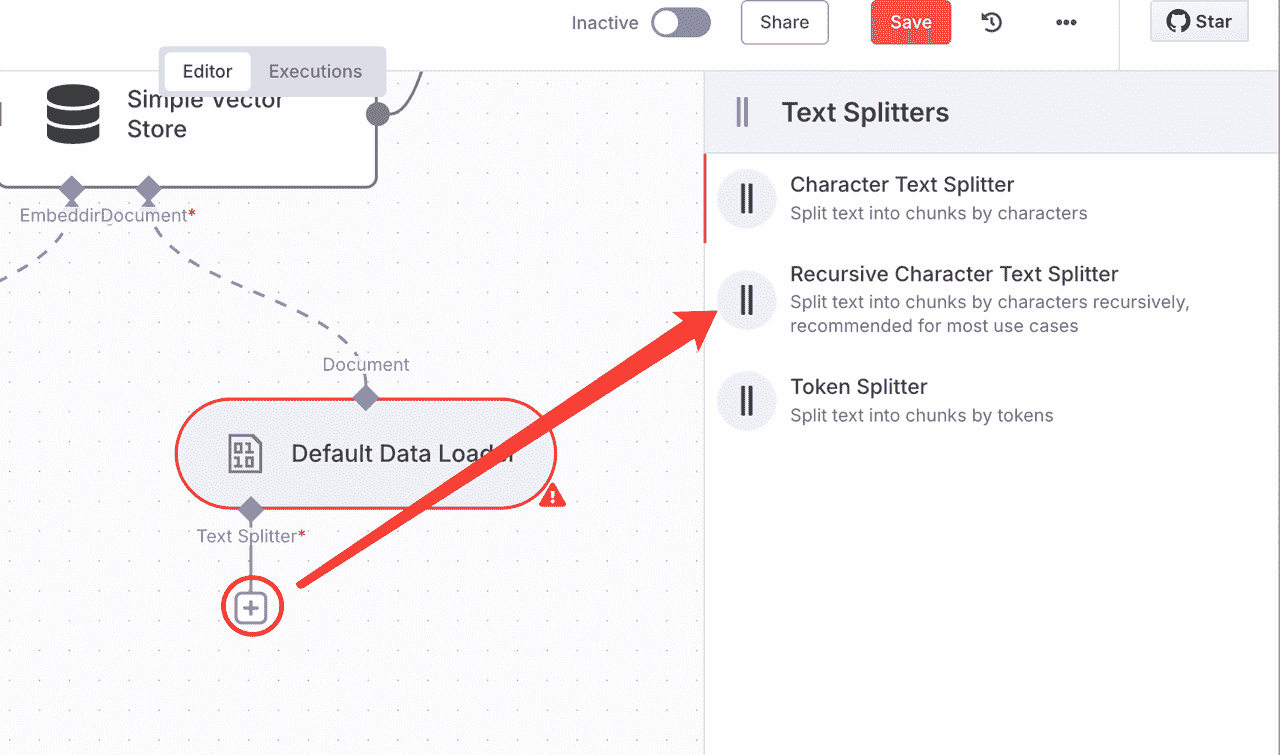 Inactive
Share
Save
Star
Editor
Executions
Simple Vector
Store
Document*
Document
Default Data Loader
Text Splitter*
Text Splitters
Character Text Splitter
Split text into chunks by characters
Recursive Character Text Splitter
Split text into chunks by characters recursively,
recommended for most use cases
Token Splitter
Split text into chunks by tokens